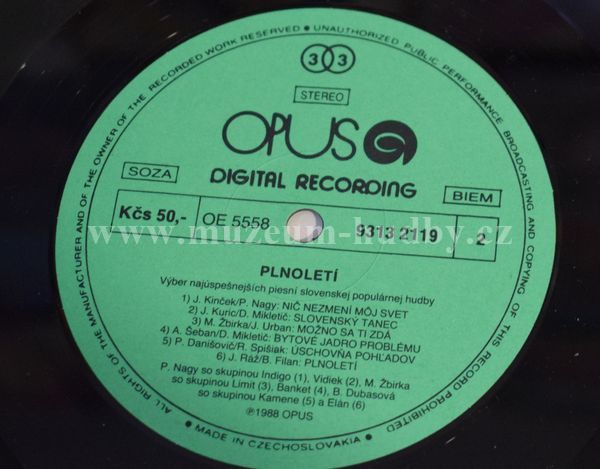 ALL RIGHTS OF THE MANUFACTURER AND OF THE OWNER OF THE RECORDED WORK RESERVED • UNAUTHORIZED PUBLIC PERFORMANCE BROADCASTING AND COPYING OF THIS RECORD PROHIBITED
33
STEREO
OPUS
DIGITAL RECORDING
SOZA
BIEM
Kčs 50,- OE 5558 9313 2119 2
www.muzeum-hudby.cz
PLNOLETÍ
Výber najúspešnejších piesní slovenskej populárnej hudby
1) J. Kinček/P. Nagy: NIČ NEZMENÍ MÔJ SVET
2) J. Kuric/D. Mikletič: SLOVENSKÝ TANEC
3) M. Žbirka/J. Urban: MOŽNO SA TI ZDÁ
4) A. Šeban/D. Mikletič: BYTOVÉ JADRO PROBLÉMU
5) P. Danišovič/R. Spišiak: ÚSCHOVŇA POHĽADOV
6) J. Ráž/B. Filan: PLNOLETÍ
P. Nagy so skupinou Indigo (1), Vidiek (2), M. Žbirka
so skupinou Limit (3), Banket (4), B. Dubasová
so skupinou Kamene (5) a Elán (6)
Ⓟ1988 OPUS
• MADE IN CZECHOSLOVAKIA •